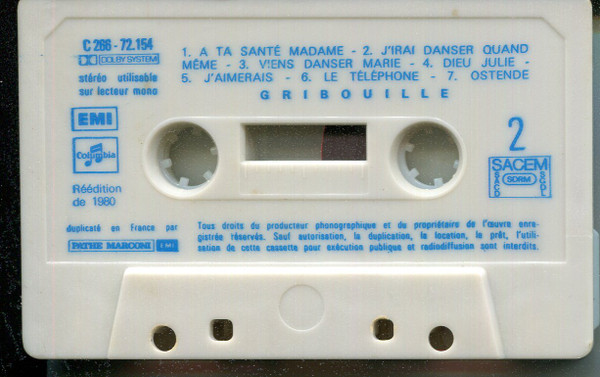 C 266 - 72.154
DOLBY SYSTEM
stéréo utilisable
sur lecteur mono
1. A TA SANTÉ MADAME - 2. J'IRAI DANSER QUAND
MÊME - 3. VIENS DANSER MARIE - 4. DIEU JULIE -
5. J'AIMERAIS - 6. LE TÉLÉPHONE - 7. OSTENDE
GRIBOUILLE
EMI
Columbia
Réédition
de 1980
2
SACEM
SACD
SDRM
SGDL
dupliqué en France par
PATHE MARCONI EMI
Tous droits du producteur phonographique et du propriétaire de l'œuvre enre-
gistrée réservés. Sauf autorisation, la duplication, la location, le prêt, l'utili-
sation de cette cassette pour exécution publique et radiodiffusion sont interdits.